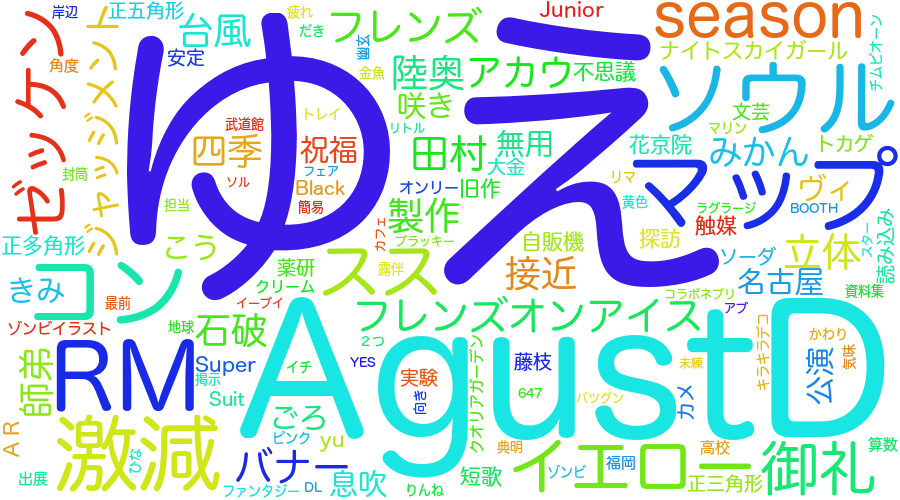 岸辺
正五角形
台風
疲れ
だき
フレンズ
Junior
season
チムピオーン
ゼッケン
ジャッジメント
角度
安定
ゆえ
幽玄
金魚
陸奥
アカウ
不思議
ナイトスカイガール
ソウル
文芸
トレイ
咲き
リトル
武道館
四季
祝福
田村
無用
大金
花京院
マリン
みかん
トカゲ
封筒
ソル
フェア
Black
簡易
オンリー
旧作
リマ
黄色
マップ
ヴィ
ラグラージ
BOOTH
担当
製作
カフェ
ブラッキー
自販機
探訪
触媒
スター
読み込み
正多角形
こう
薬研
クリーム
スス
露伴
接近
ソーダ
立体
名古屋
資料集
きみ
コン
最前
イーブイ
フレンズオンアイス
コラボネプリ
アブ
ゾンビイラスト
地球
石破
2つ
キラキラデコ
かわり
気味
師弟
RM
Super
掲示
イチ
YES
AgustD
実験
向き
クオリアガーデン
藤枝
647
バツグン
未練
カメ
公演
Suit
ごろ
ピンク
yu
AR
激減
ひな
バナー
典明
イエロー
ゾンビ
福岡
高校
正三角形
御礼
算数
出展
ファンタジー
DL
息吹
りんね
短歌